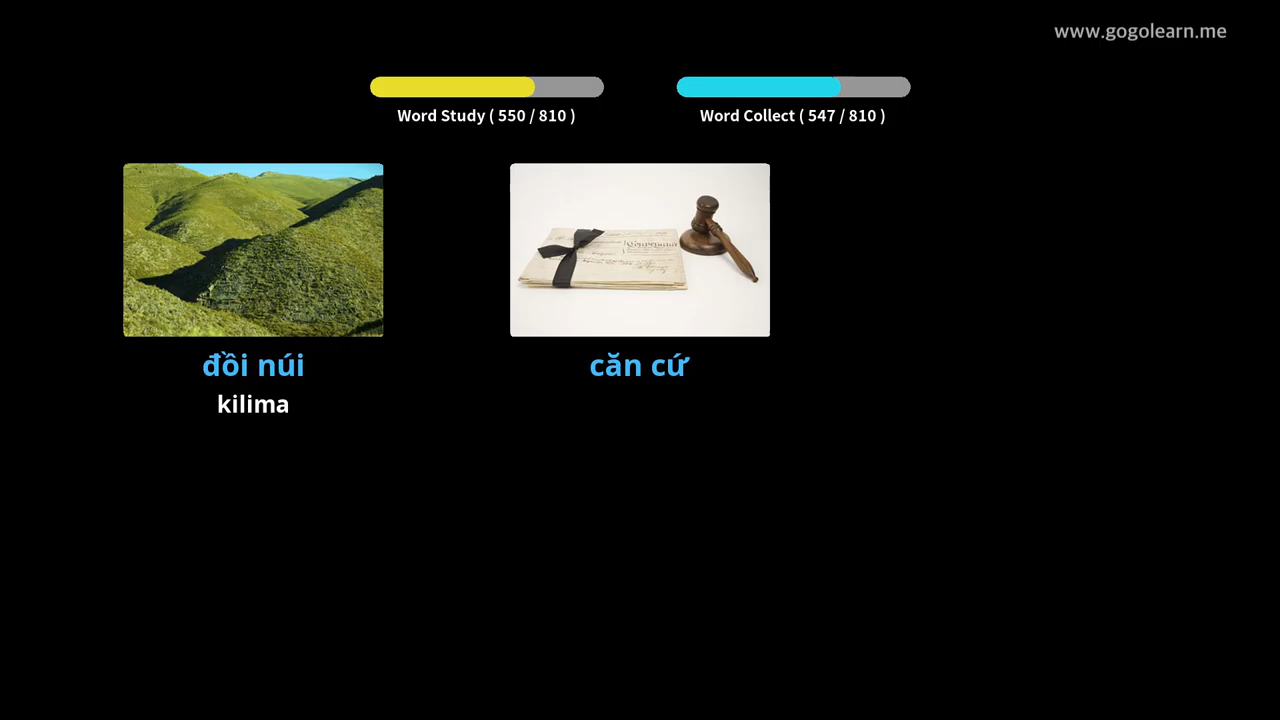 www.gogolearn.me
Word Study ( 550 / 810 )
Word Collect ( 547 / 810 )
đồi núi
kilima
căn cứ